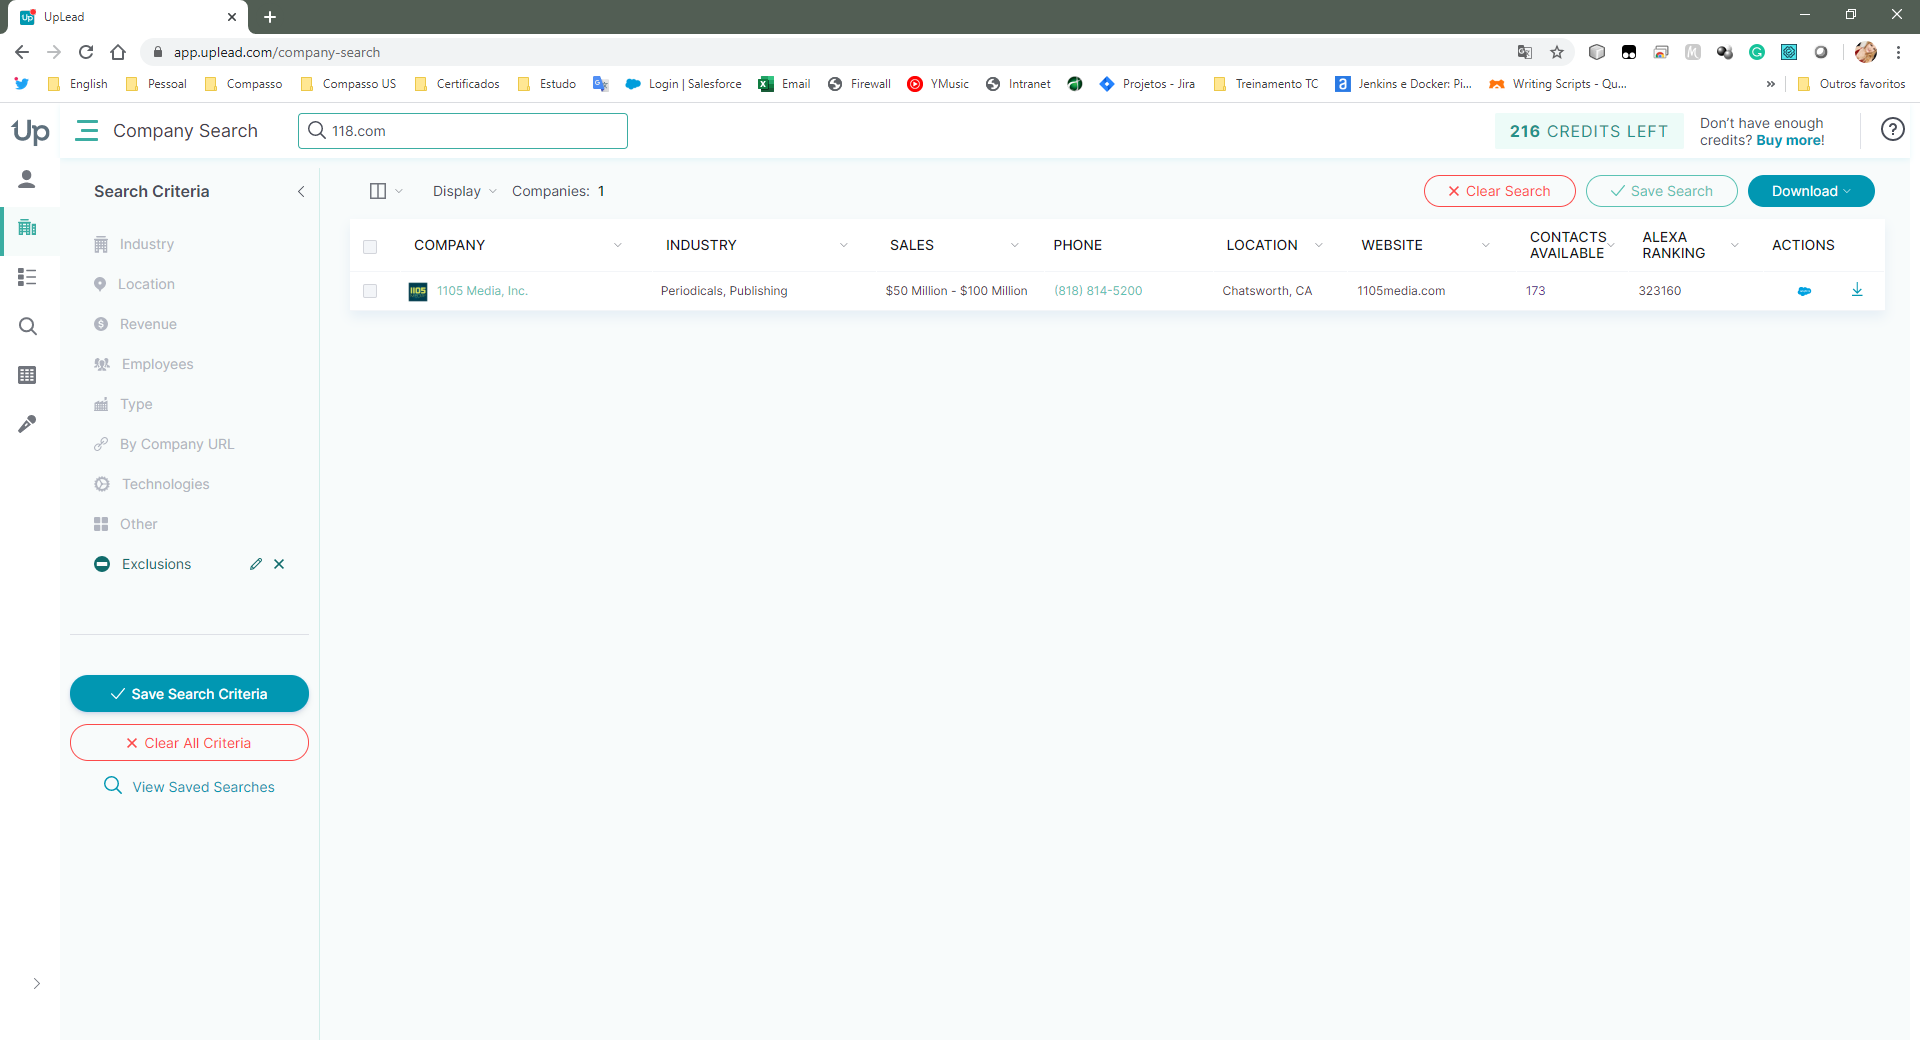 UpLead
app.uplead.com/company-search
English
Pessoal
Compasso
Compasso US
Certificados
Estudo
Login | Salesforce
Email
Firewall
YMusic
Intranet
Projetos - Jira
Treinamento TC
Jenkins e Docker: Pi...
Writing Scripts - Qu...
»
Outros favoritos
Up
Company Search
118.com
216 CREDITS LEFT
Don't have enough
credits? Buy more!
Search Criteria
Display
Companies: 1
Clear Search
Save Search
Download
Industry
Location
Revenue
Employees
Type
By Company URL
Technologies
Other
Exclusions
COMPANY
INDUSTRY
SALES
PHONE
LOCATION
WEBSITE
CONTACTS
AVAILABLE
ALEXA
RANKING
ACTIONS
1105
1105 Media, Inc.
Periodicals, Publishing
$50 Million - $100 Million
(818) 814-5200
Chatsworth, CA
1105media.com
173
323160
Save Search Criteria
Clear All Criteria
View Saved Searches